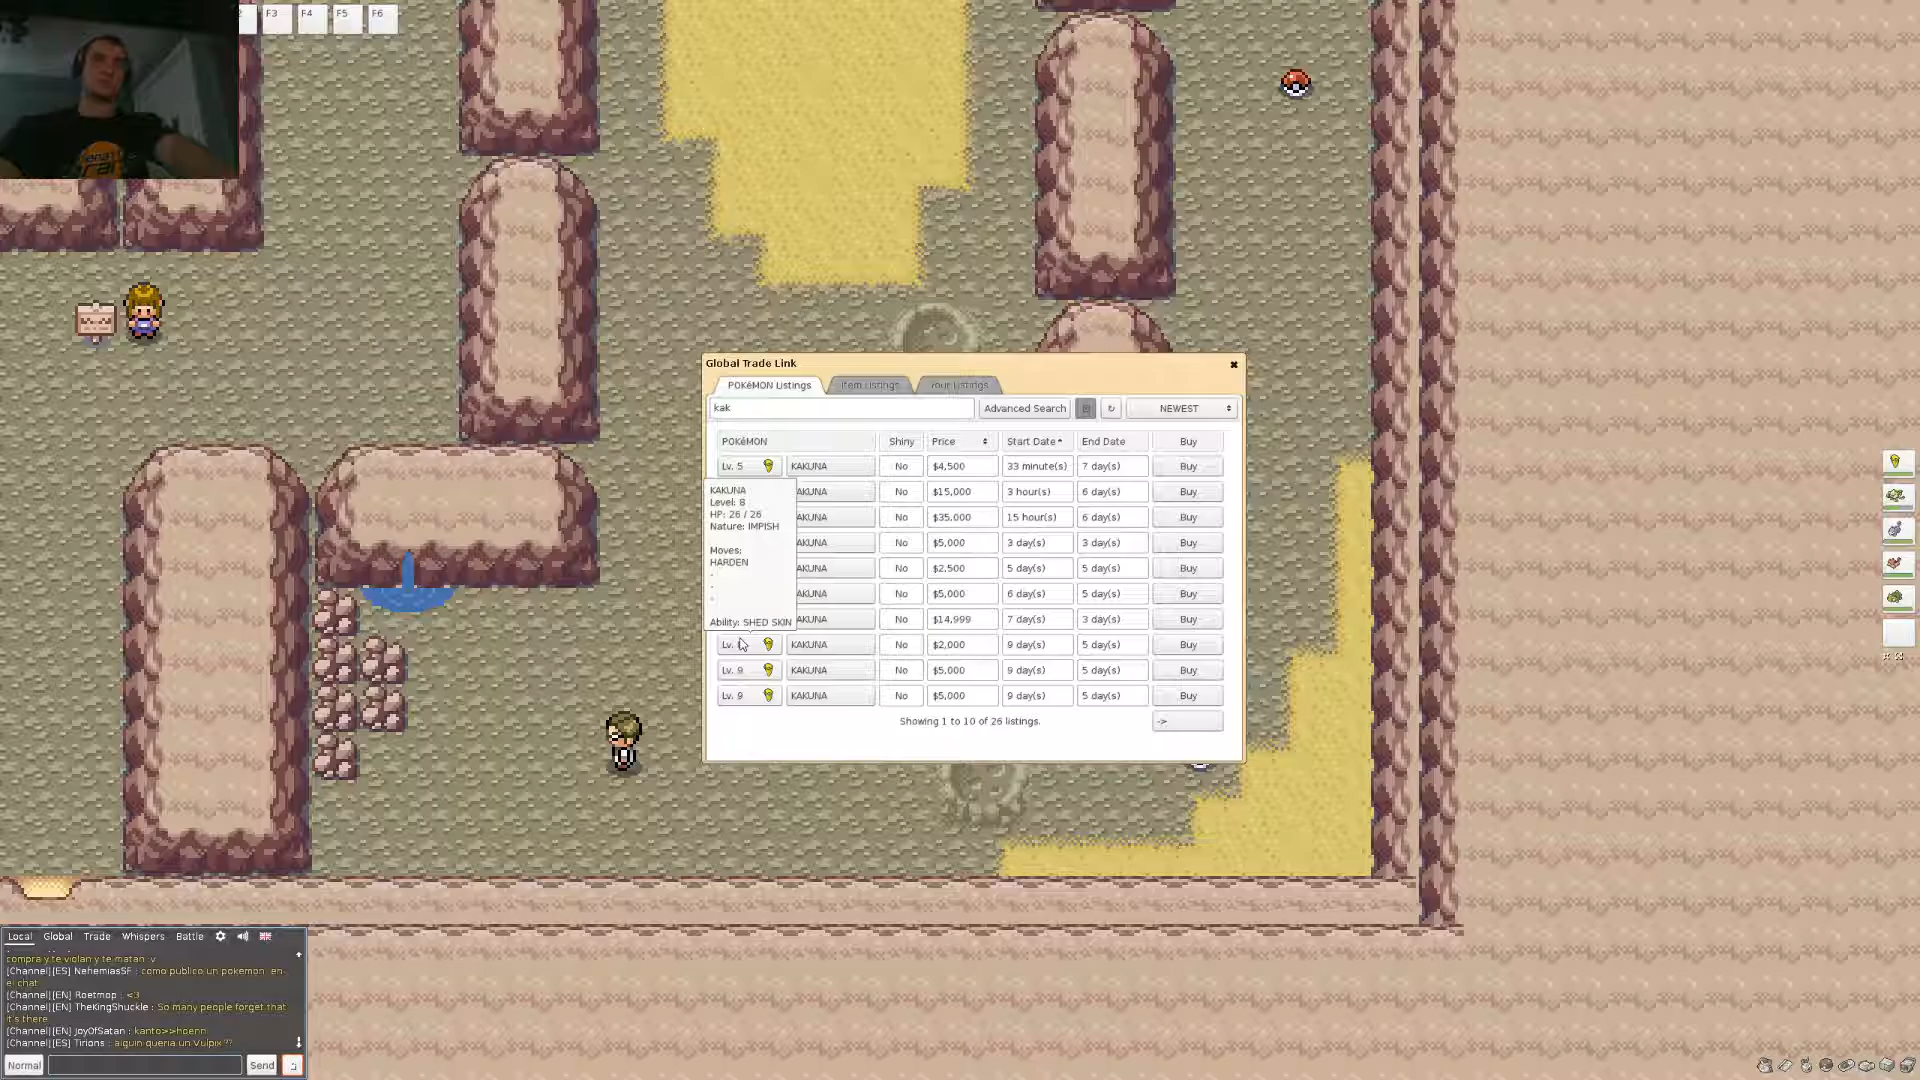 F3 F4 F5 F6
Global Trade Link
POKéMON Listings Item Listings Your Listings
kak Advanced Search NEWEST
POKéMON Shiny Price Start Date End Date Buy
Lv. 5 KAKUNA No $4,500 33 minute(s) 7 day(s) Buy
No $15,000 3 hour(s) 6 day(s) Buy
No $35,000 15 hour(s) 6 day(s) Buy
No $5,000 3 day(s) 3 day(s) Buy
No $2,500 5 day(s) 5 day(s) Buy
No $5,000 6 day(s) 5 day(s) Buy
No $14,999 7 day(s) 3 day(s) Buy
KAKUNA
Level: 8
HP: 26 / 26
Nature: IMPISH
Moves:
HARDEN
-
-
-
Ability: SHED SKIN
Lv. KAKUNA No $2,000 9 day(s) 5 day(s) Buy
Lv. 9 KAKUNA No $5,000 9 day(s) 5 day(s) Buy
Lv. 9 KAKUNA No $5,000 9 day(s) 5 day(s) Buy
Showing 1 to 10 of 26 listings. ->
Local Global Trade Whispers Battle
compra y te violan y te matan :v
[Channel][ES] NehemiasSF : como publico un pokemon en
el chat
[Channel][EN] Roetmop : <3
[Channel][EN] TheKingShuckle : So many people forget that
it's there
[Channel][EN] JoyOfSatan : kanto>>hoenn
[Channel][ES] Tirions : alguin queria un Vulpix ??
Normal Send